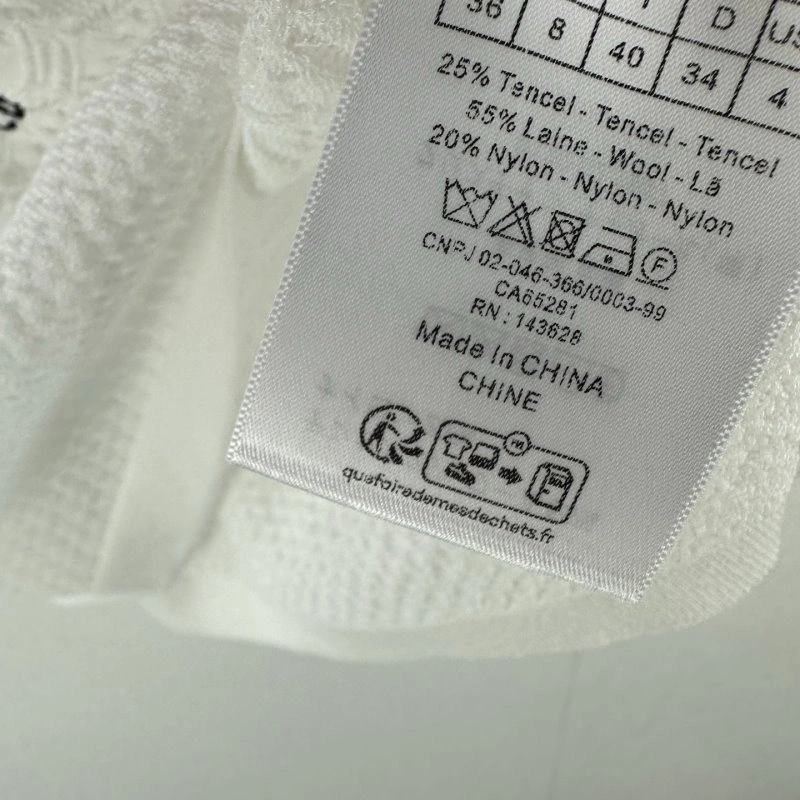 D US
36 8 40 34 4
25% Tencel - Tencel - Tencel
55% Laine - Wool - Lã
20% Nylon - Nylon - Nylon
F
CNPJ 02-046-366/0003-99
CA65281
RN : 143628
Made In CHINA
CHINE
quefairedemesdechets.fr